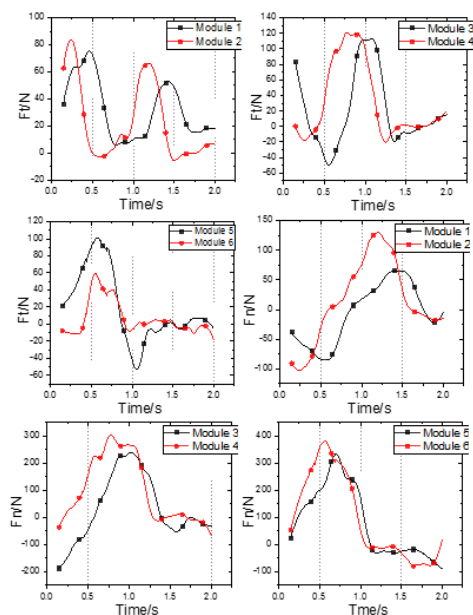 Ft/N
100
80
60
40
20
0
-20
Module 1
Module 2
0.0 0.5 1.0 1.5 2.0
Time/s
Ft/N
140
120
100
80
60
40
20
0
-20
-40
-60
Module 3
Module 4
0.0 0.5 1.0 1.5 2.0
Time/s
Ft/N
120
100
80
60
40
20
0
-20
-40
-60
Module 5
Module 6
0.0 0.5 1.0 1.5 2.0
Time/s
Fn/N
150
100
50
0
-50
-100
Module 1
Module 2
0.0 0.5 1.0 1.5 2.0
Time/s
Fn/N
300
200
100
0
-100
-200
Module 3
Module 4
0.0 0.5 1.0 1.5 2.0
Time/s
Fn/N
400
300
200
100
0
-100
Module 5
Module 6
0.0 0.5 1.0 1.5 2.0
Time/s